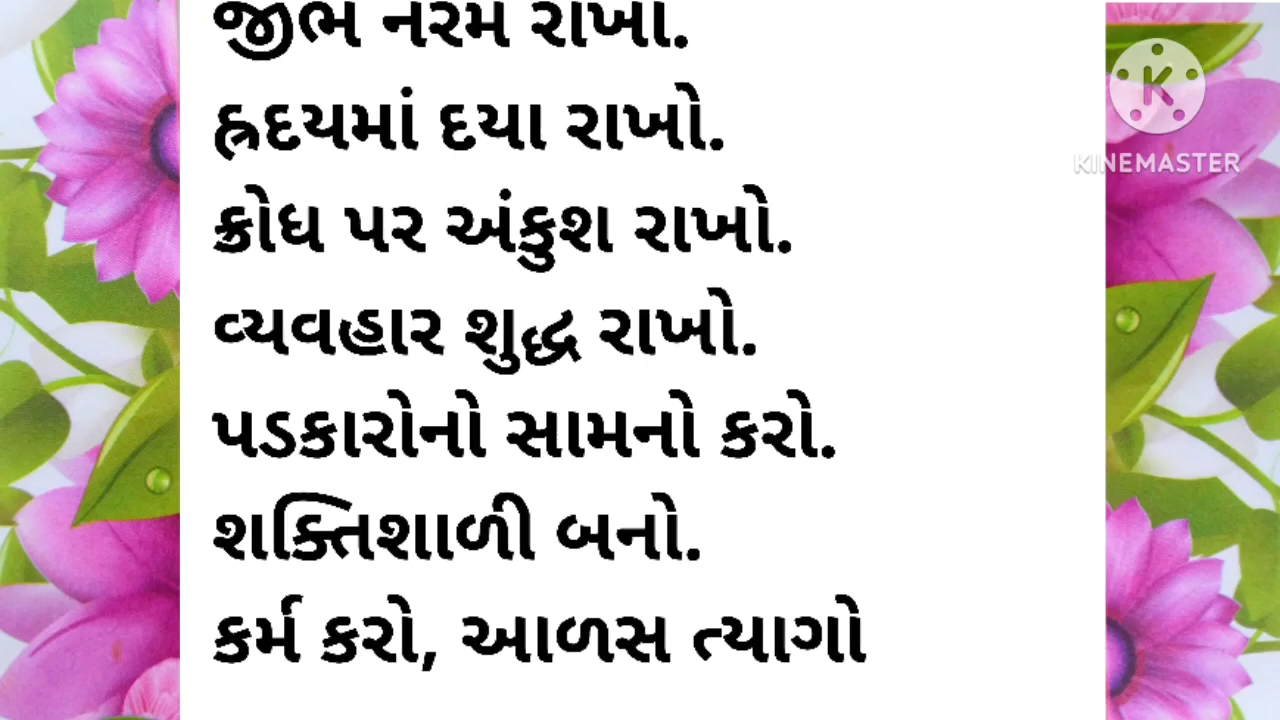 જીભ નરમ રાખો.
હ્રદયમાં દયા રાખો.
ક્રોધ પર અંકુશ રાખો.
વ્યવહાર શુદ્ધ રાખો.
પડકારોનો સામનો કરો.
શક્તિશાળી બનો.
કર્મ કરો, આળસ ત્યાગો
K
KINEMASTER